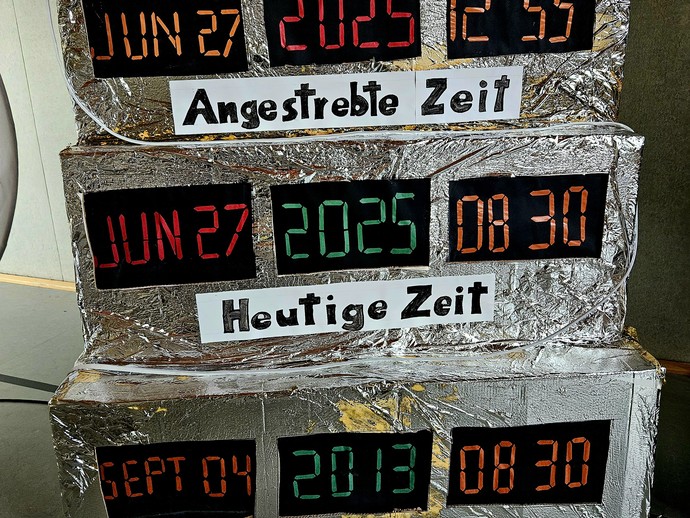 JUN 27 2025 12 55
Angestrebte Zeit
JUN 27 2025 08 30
Heutige Zeit
SEPT 04 2013 08 30